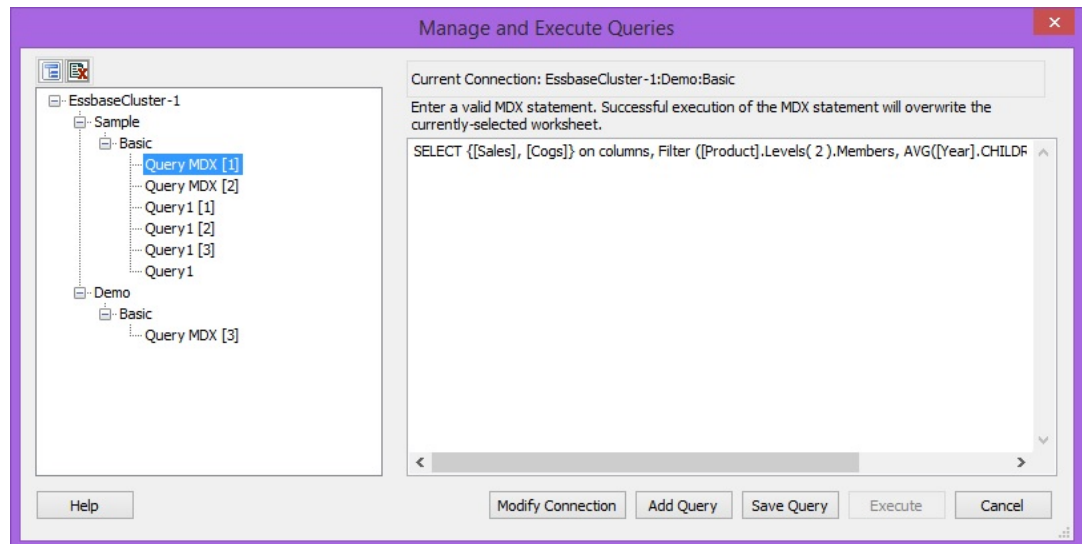 Manage and Execute Queries
EssbaseCluster-1
Sample
Basic
Query MDX [1]
Query MDX [2]
Query1 [1]
Query1 [2]
Query1 [3]
Query1
Demo
Basic
Query MDX [3]
Current Connection: EssbaseCluster-1:Demo:Basic
Enter a valid MDX statement. Successful execution of the MDX statement will overwrite the
currently-selected worksheet.
SELECT {[Sales], [Cogs]} on columns, Filter ([Product].Levels( 2 ).Members, AVG([Year].CHILDR
Help
Modify Connection
Add Query
Save Query
Execute
Cancel